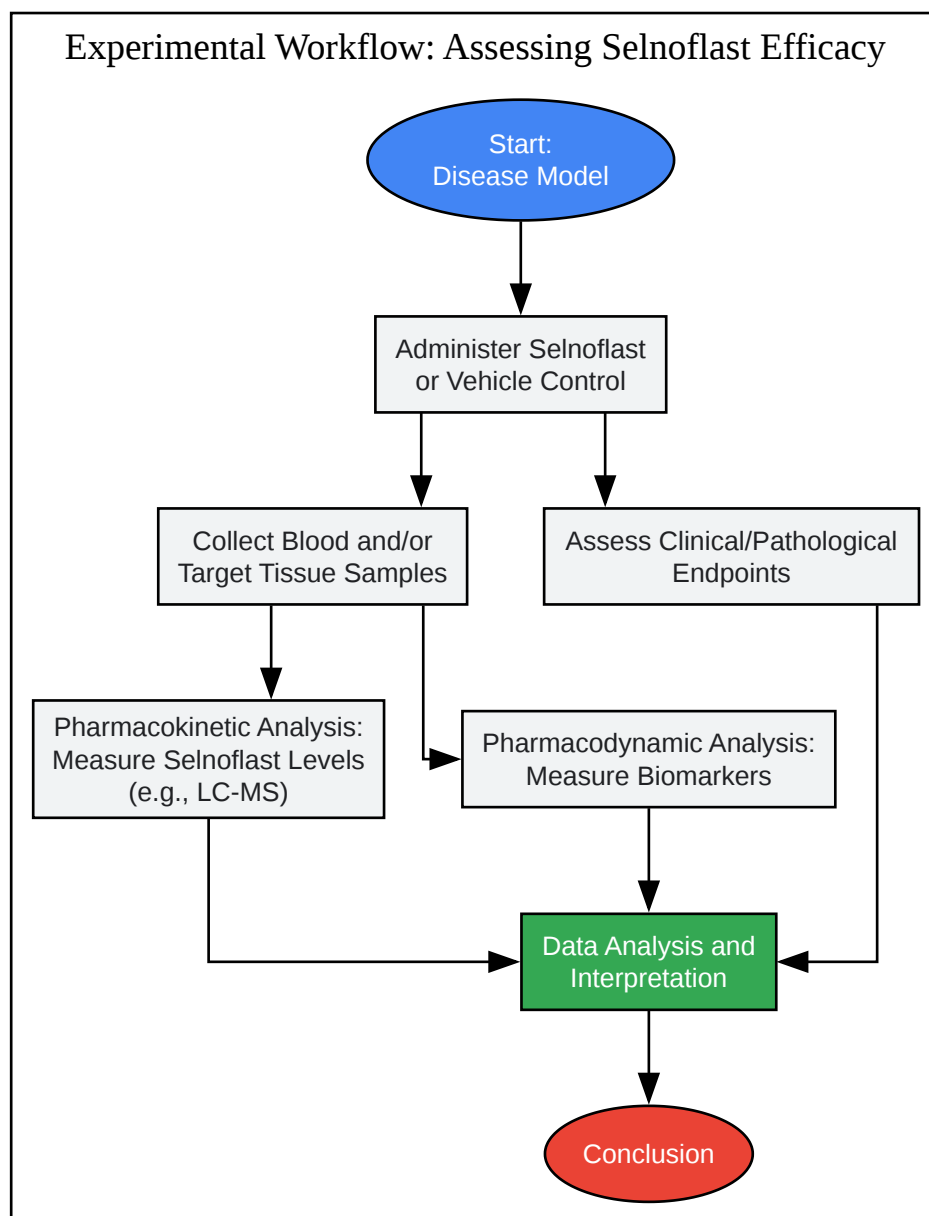 Experimental Workflow: Assessing Selnoflast Efficacy
Start:
Disease Model
Administer Selnoflast
or Vehicle Control
Collect Blood and/or
Target Tissue Samples
Assess Clinical/Pathological
Endpoints
Pharmacokinetic Analysis:
Measure Selnoflast Levels
(e.g., LC-MS)
Pharmacodynamic Analysis:
Measure Biomarkers
Data Analysis and
Interpretation
Conclusion